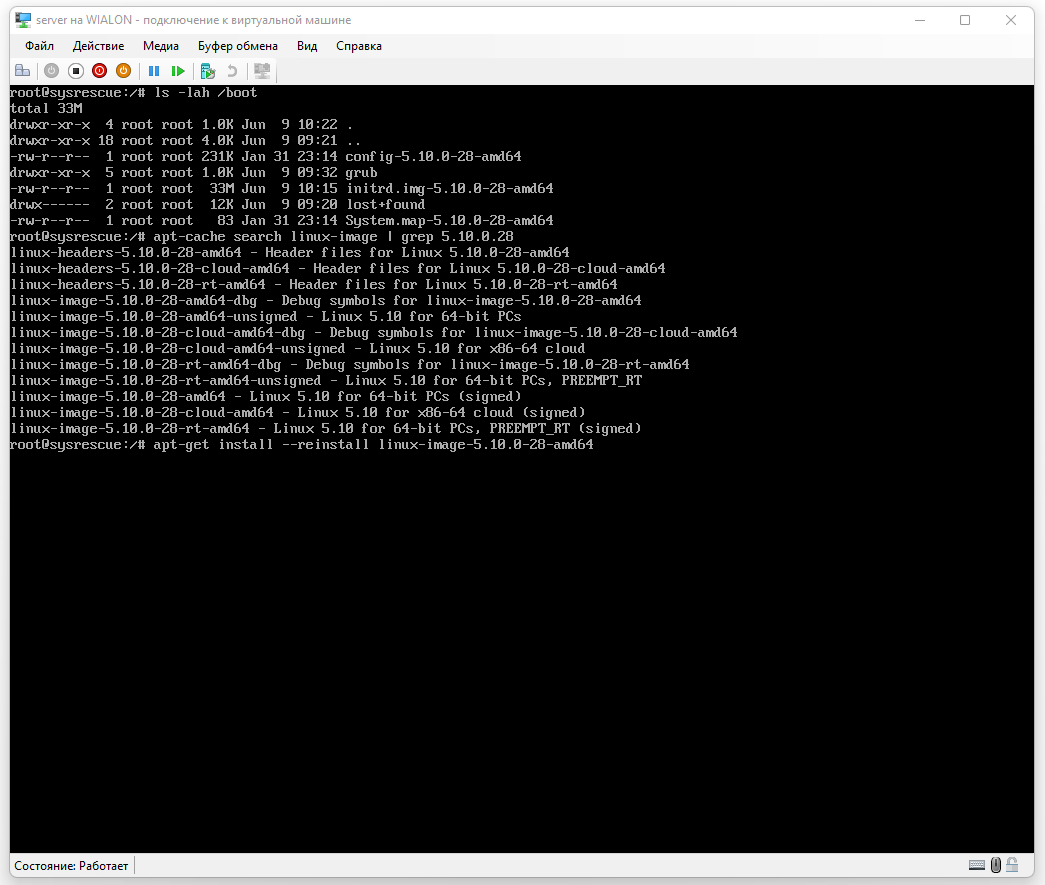 server на WIALON - подключение к виртуальной машине
Файл Действие Медиа Буфер обмена Вид Справка
root@sysrescue:/# ls -lah /boot
total 33M
drwxr-xr-x  4 root root 1.0K Jun  9 10:22 .
drwxr-xr-x 18 root root 4.0K Jun  9 09:21 ..
-rw-r--r--  1 root root 231K Jan 31 23:14 config-5.10.0-28-amd64
drwxr-xr-x  5 root root 1.0K Jun  9 09:32 grub
-rw-r--r--  1 root root  33M Jun  9 10:15 initrd.img-5.10.0-28-amd64
drwx------  2 root root  12K Jun  9 09:20 lost+found
-rw-r--r--  1 root root   83 Jan 31 23:14 System.map-5.10.0-28-amd64
root@sysrescue:/# apt-cache search linux-image | grep 5.10.0.28
linux-headers-5.10.0-28-amd64 - Header files for Linux 5.10.0-28-amd64
linux-headers-5.10.0-28-cloud-amd64 - Header files for Linux 5.10.0-28-cloud-amd64
linux-headers-5.10.0-28-rt-amd64 - Header files for Linux 5.10.0-28-rt-amd64
linux-image-5.10.0-28-amd64-dbg - Debug symbols for linux-image-5.10.0-28-amd64
linux-image-5.10.0-28-amd64-unsigned - Linux 5.10 for 64-bit PCs
linux-image-5.10.0-28-cloud-amd64-dbg - Debug symbols for linux-image-5.10.0-28-cloud-amd64
linux-image-5.10.0-28-cloud-amd64-unsigned - Linux 5.10 for x86-64 cloud
linux-image-5.10.0-28-rt-amd64-dbg - Debug symbols for linux-image-5.10.0-28-rt-amd64
linux-image-5.10.0-28-rt-amd64-unsigned - Linux 5.10 for 64-bit PCs, PREEMPT_RT
linux-image-5.10.0-28-amd64 - Linux 5.10 for 64-bit PCs (signed)
linux-image-5.10.0-28-cloud-amd64 - Linux 5.10 for x86-64 cloud (signed)
linux-image-5.10.0-28-rt-amd64 - Linux 5.10 for 64-bit PCs, PREEMPT_RT (signed)
root@sysrescue:/# apt-get install --reinstall linux-image-5.10.0-28-amd64
Состояние: Работает